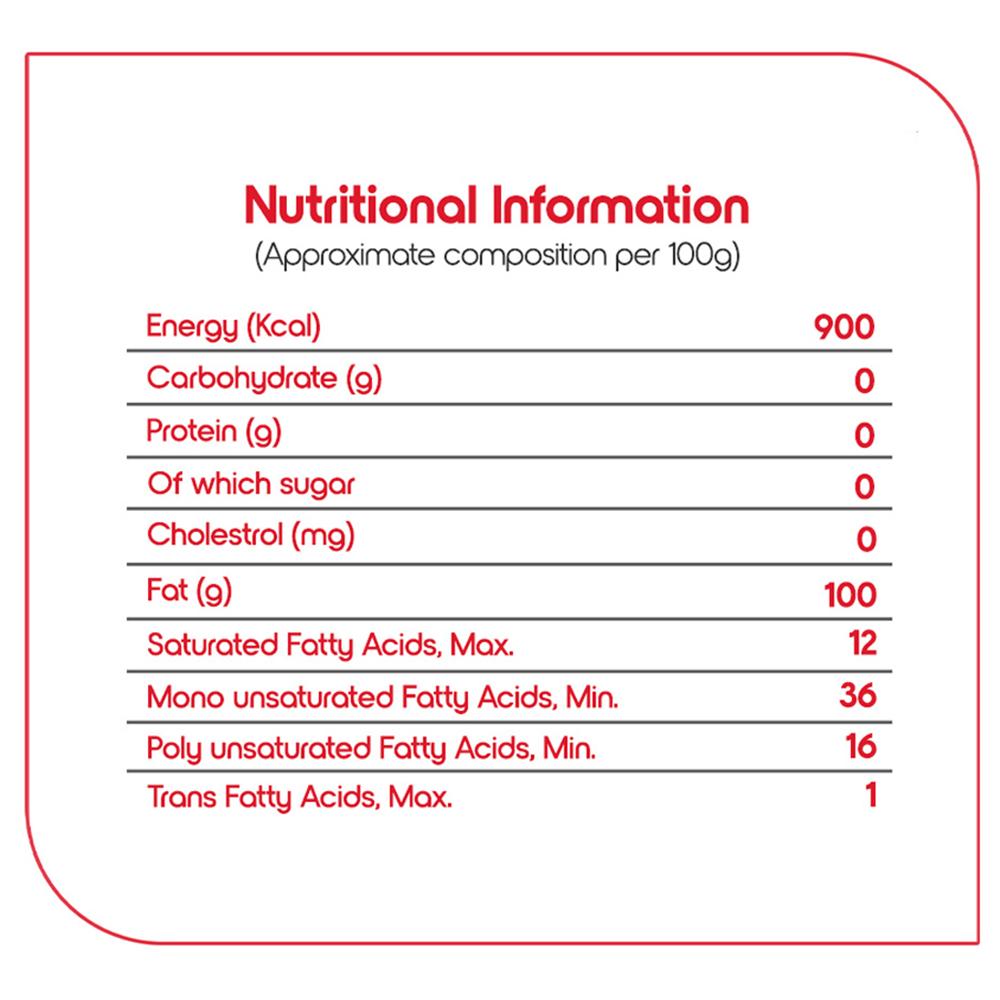 Nutritional Information
(Approximate composition per 100g)
Energy (Kcal) 900
Carbohydrate (g) 0
Protein (g) 0
Of which sugar 0
Cholestrol (mg) 0
Fat (g) 100
Saturated Fatty Acids, Max. 12
Mono unsaturated Fatty Acids, Min. 36
Poly unsaturated Fatty Acids, Min. 16
Trans Fatty Acids, Max. 1